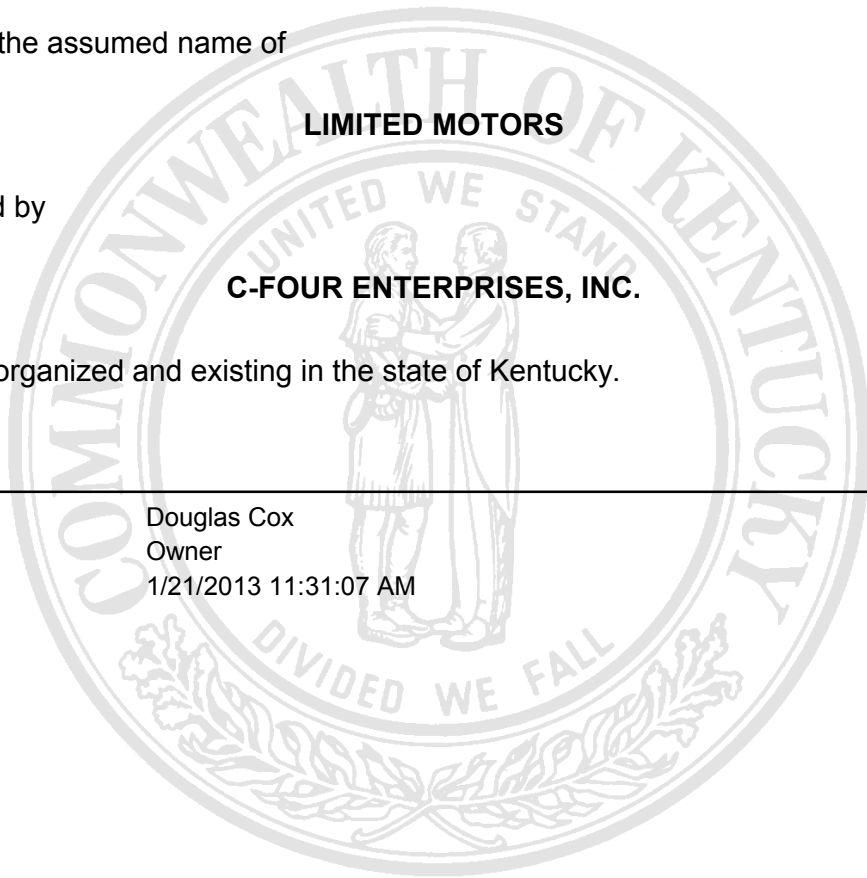 the assumed name of
LIMITED MOTORS
d by
C-FOUR ENTERPRISES, INC.
organized and existing in the state of Kentucky.
Douglas Cox
Owner
1/21/2013 11:31:07 AM
COMMONWEALTH OF KENTUCKY
UNITED WE STAND
DIVIDED WE FALL